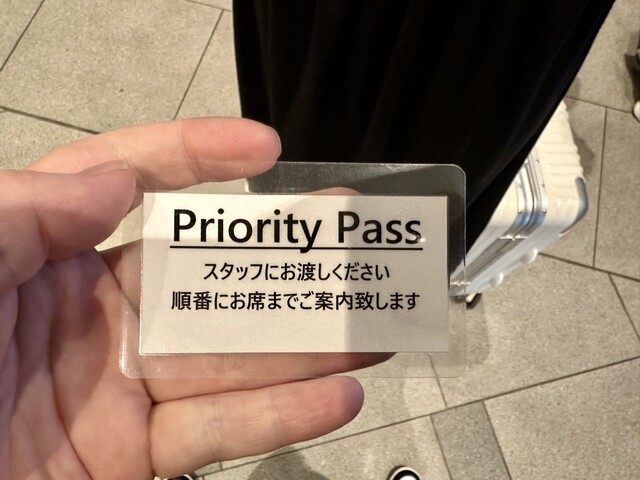 Priority Pass
スタッフにお渡しください
順番にお席までご案内致します